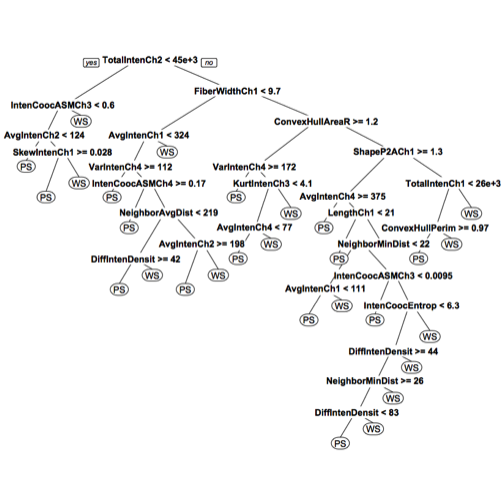 yes TotalIntenCh2 < 45e+3 no
FiberWidthCh1 < 9.7
IntenCoocASMCh3 < 0.6
WS ConvexHullAreaR >= 1.2
AvgIntenCh2 < 124 AvgIntenCh1 < 324
SkewIntenCh1 >= 0.028 WS ShapeP2ACh1 >= 1.3
PS VarIntenCh4 >= 112 VarIntenCh4 >= 172
PS WS IntenCoocASMCh4 >= 0.17 KurtIntenCh3 < 4.1 TotalIntenCh1 < 26e+3
PS PS AvgIntenCh4 >= 375
NeighborAvgDist < 219 WS LengthCh1 < 21 WS
PS AvgIntenCh4 < 77 PS ConvexHullPerim >= 0.97
AvgIntenCh2 >= 198 WS NeighborMinDist < 22 WS
DiffIntenDensit >= 42 PS PS PS
WS WS IntenCoocASMCh3 < 0.0095
PS PS AvgIntenCh1 < 111
WS IntenCoocEntrop < 6.3
PS PS
WS
DiffIntenDensit >= 44
WS
NeighborMinDist >= 26
WS
DiffIntenDensit < 83
WS
PS